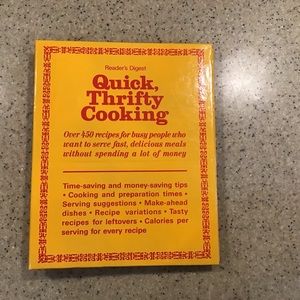 Reader's Digest
Quick,
Thrifty
Cooking
Over 450 recipes for busy people who
want to serve fast, delicious meals
without spending a lot of money
Time-saving and money-saving tips
• Cooking and preparation times •
Serving suggestions • Make-ahead
dishes • Recipe variations • Tasty
recipes for leftovers • Calories per
serving for every recipe